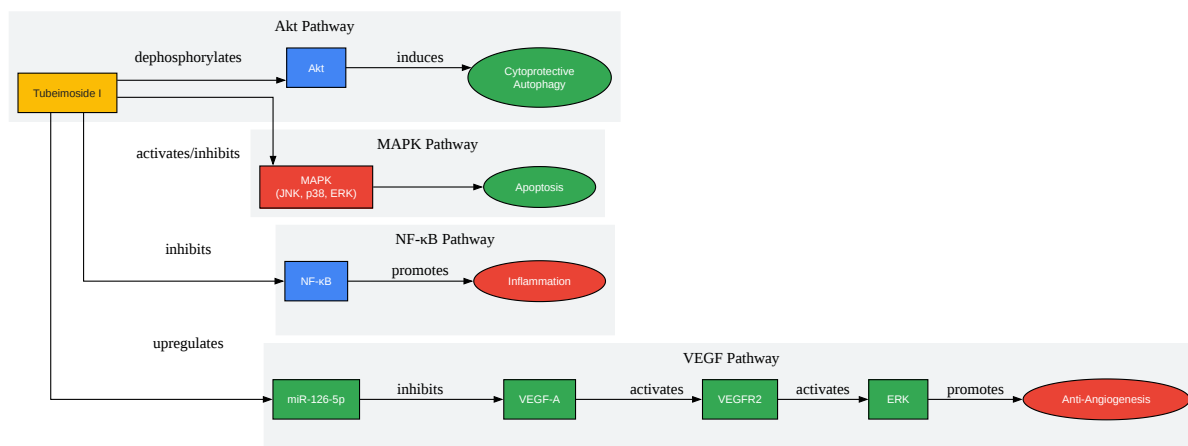 Akt Pathway
dephosphorylates
induces
Akt
Cytoprotective
Autophagy
Tubeimoside I
MAPK Pathway
activates/inhibits
MAPK
(JNK, p38, ERK)
Apoptosis
NF-κB Pathway
inhibits
promotes
NF-κB
Inflammation
upregulates
VEGF Pathway
inhibits
activates
activates
promotes
miR-126-5p
VEGF-A
VEGFR2
ERK
Anti-Angiogenesis